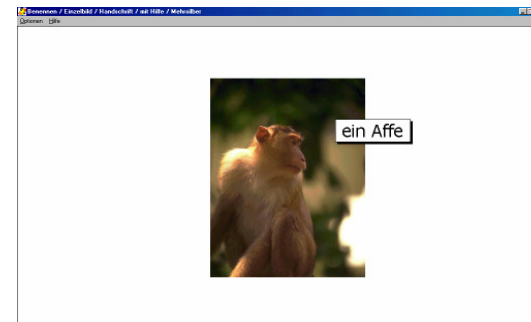 Benennen / Einzelbild / Handschrift / mit Hilfe / Mehrsilber
Optionen Hilfe
ein Affe